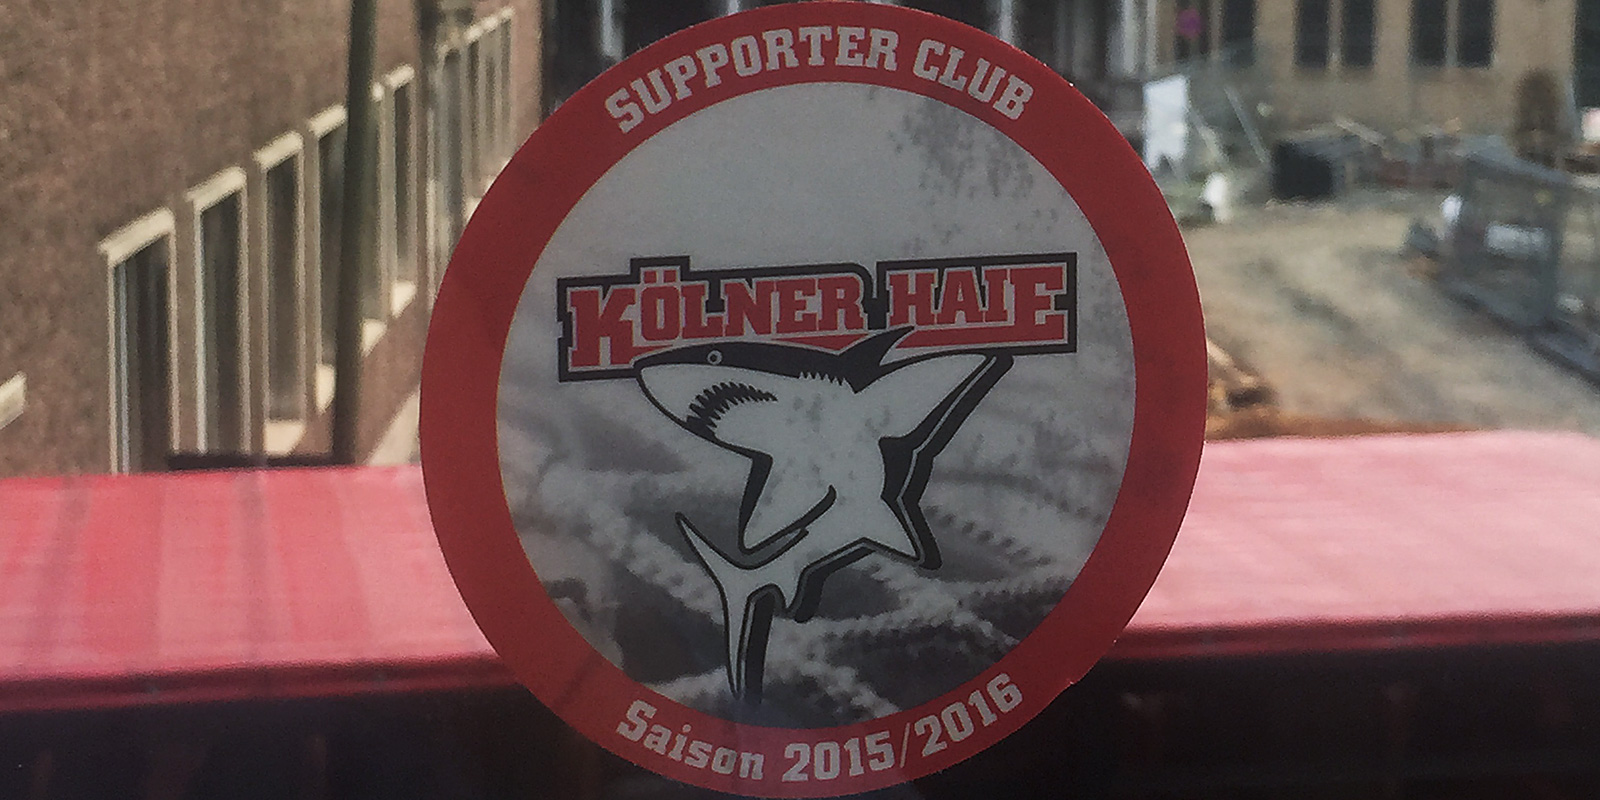 SUPPORTER CLUB
KÖLNER HAIE
Saison 2015/2016